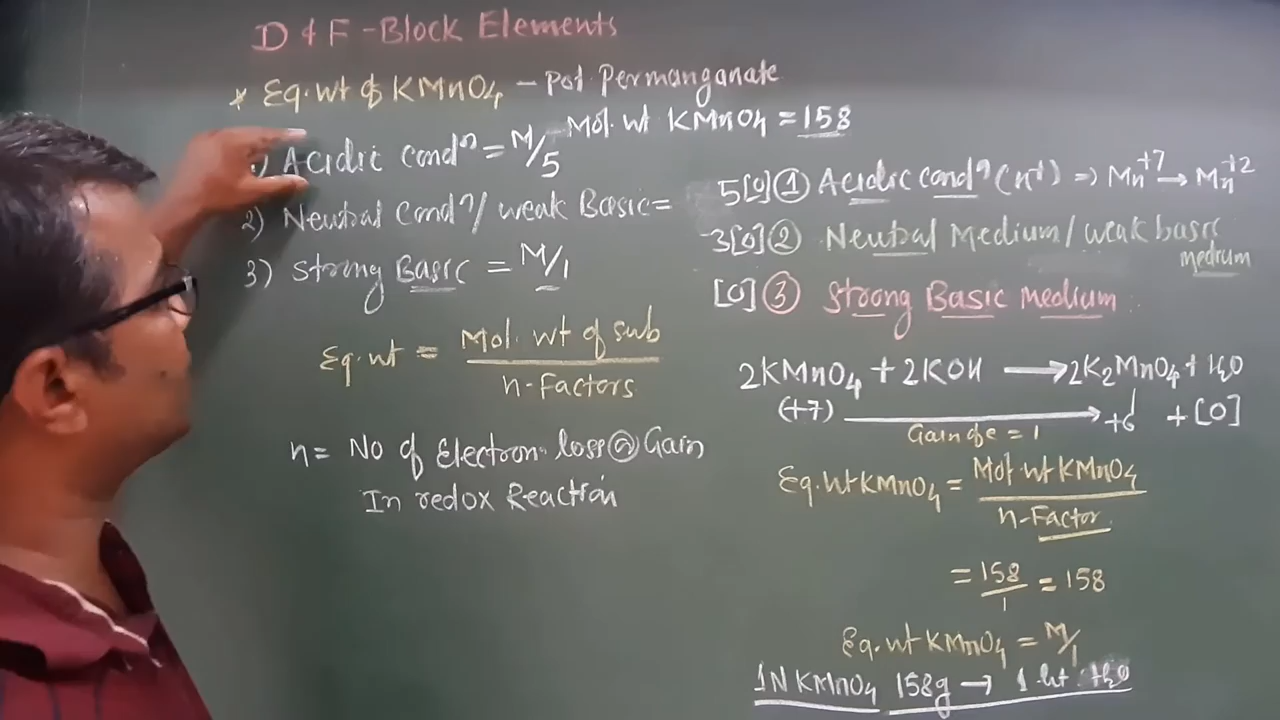 D & F-Block Elements
* Eq.wt of KMnO4 - Pot. Permanganate
Mol. wt KMnO4 = 158
1) Acidic condⁿ = M/5
2) Neutral Condⁿ/ weak Basic =
3) Strong Basic = M/1
Eq.wt = Mol. wt of sub
n-Factors
n = No of Electron loss or Gain
In redox Reaction
5[O] ① Acidic condⁿ (H⁺) => Mn⁺⁷ → Mn⁺²
3[O] ② Neutral Medium / weak basic
medium
[O] ③ Strong Basic Medium
2KMnO4 + 2KOH → 2K2MnO4 + H2O
(+7) → +6 + [O]
Gain of e = 1
Eq.wt KMnO4 = Mol wt KMnO4
n-Factor.
= 158/1 = 158
Eq.wt KMnO4 = M/1
1N KMnO4 158g → 1 lit H2O